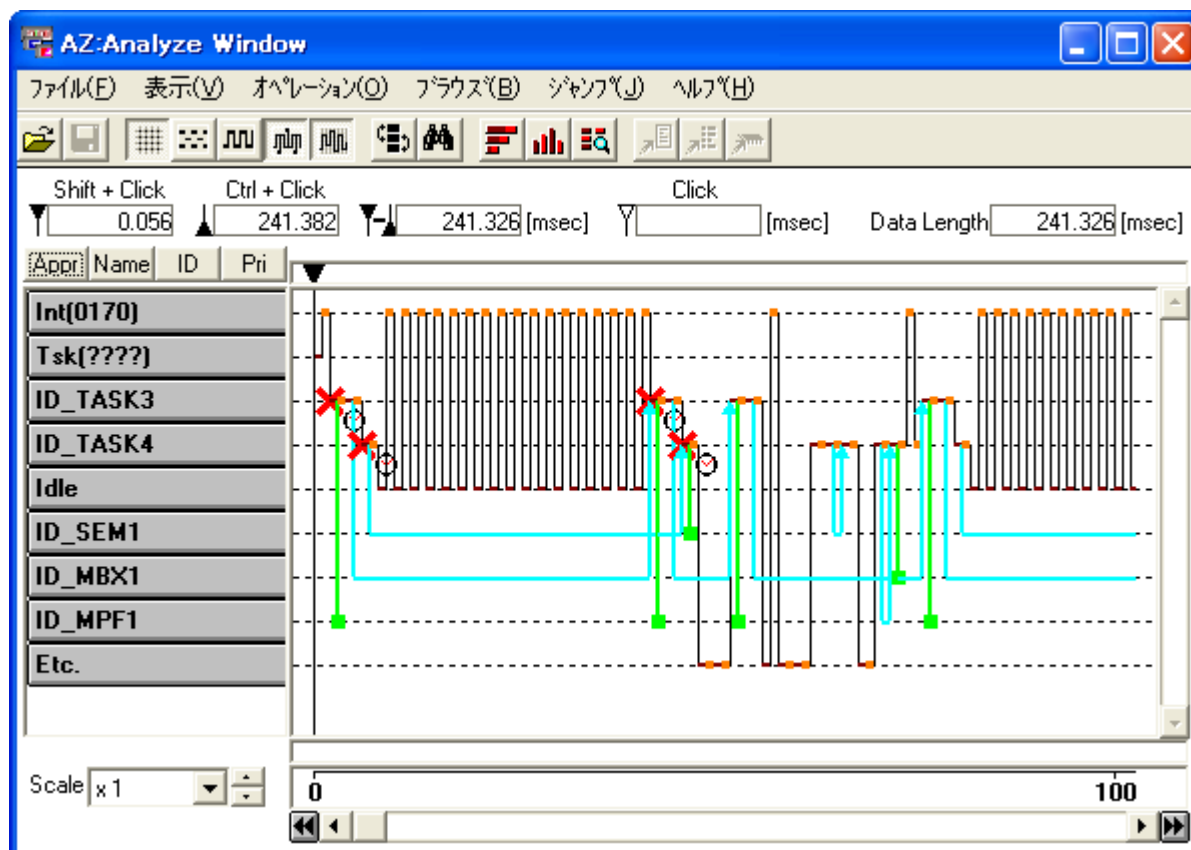 AZ:Analyze Window
ﾌｧｲﾙ(F) 表示(V) ｵﾍﾟﾚｰｼｮﾝ(O) ﾌﾞﾗｳｽﾞ(B) ｼﾞｬﾝﾌﾟ(J) ﾍﾙﾌﾟ(H)
Shift + Click Ctrl + Click Click
0.056 241.382 241.326 [msec] [msec] Data Length 241.326 [msec]
Appr Name ID Pri
Int(0170)
Tsk(????)
ID_TASK3
ID_TASK4
Idle
ID_SEM1
ID_MBX1
ID_MPF1
Etc.
Scale x 1
0 100